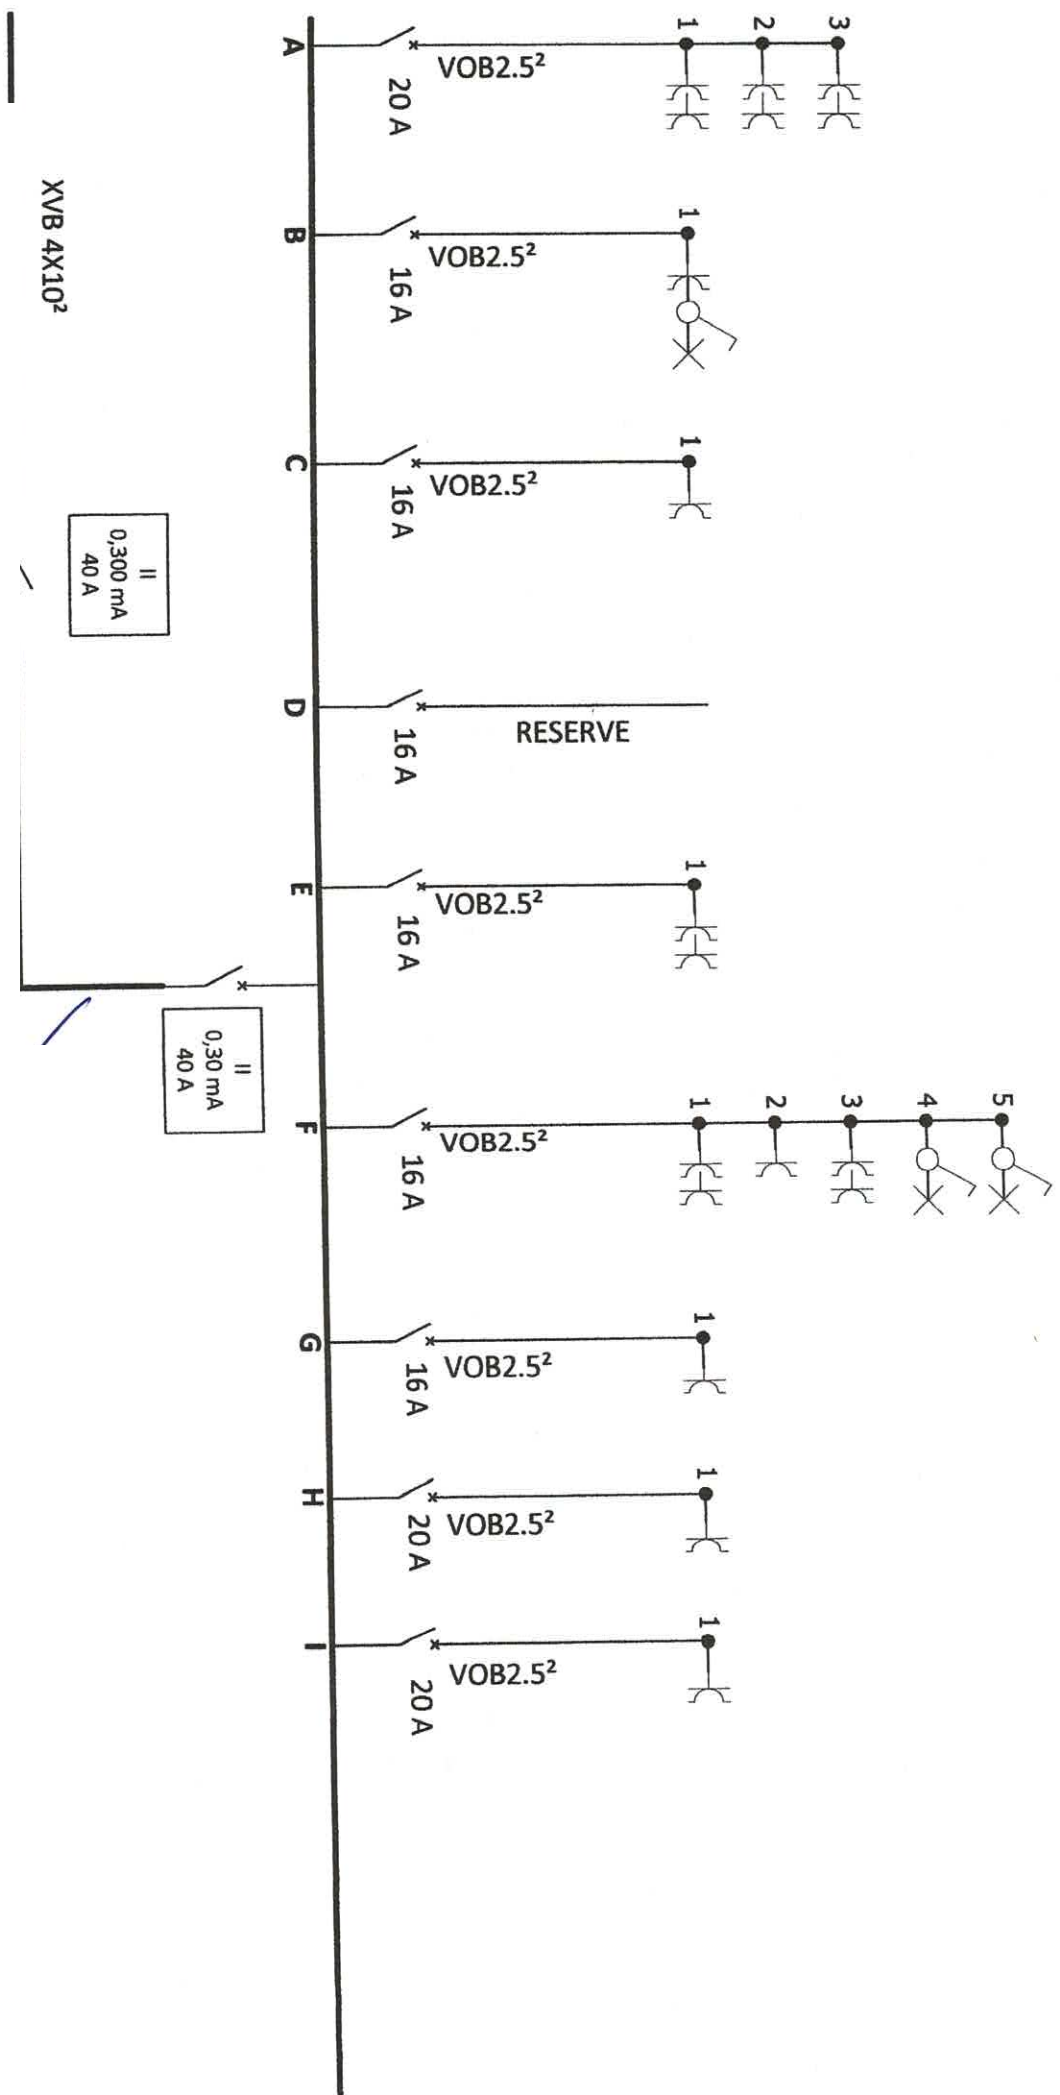 A
20 A
VOB2.5²
1
2
3
B
16 A
VOB2.5²
1
C
16 A
VOB2.5²
1
D
16 A
RESERVE
E
16 A
VOB2.5²
1
F
16 A
VOB2.5²
1
2
3
4
5
G
16 A
VOB2.5²
1
H
20 A
VOB2.5²
1
I
20 A
VOB2.5²
1
XVB 4X10²
II
0,300 mA
40 A
II
0,30 mA
40 A